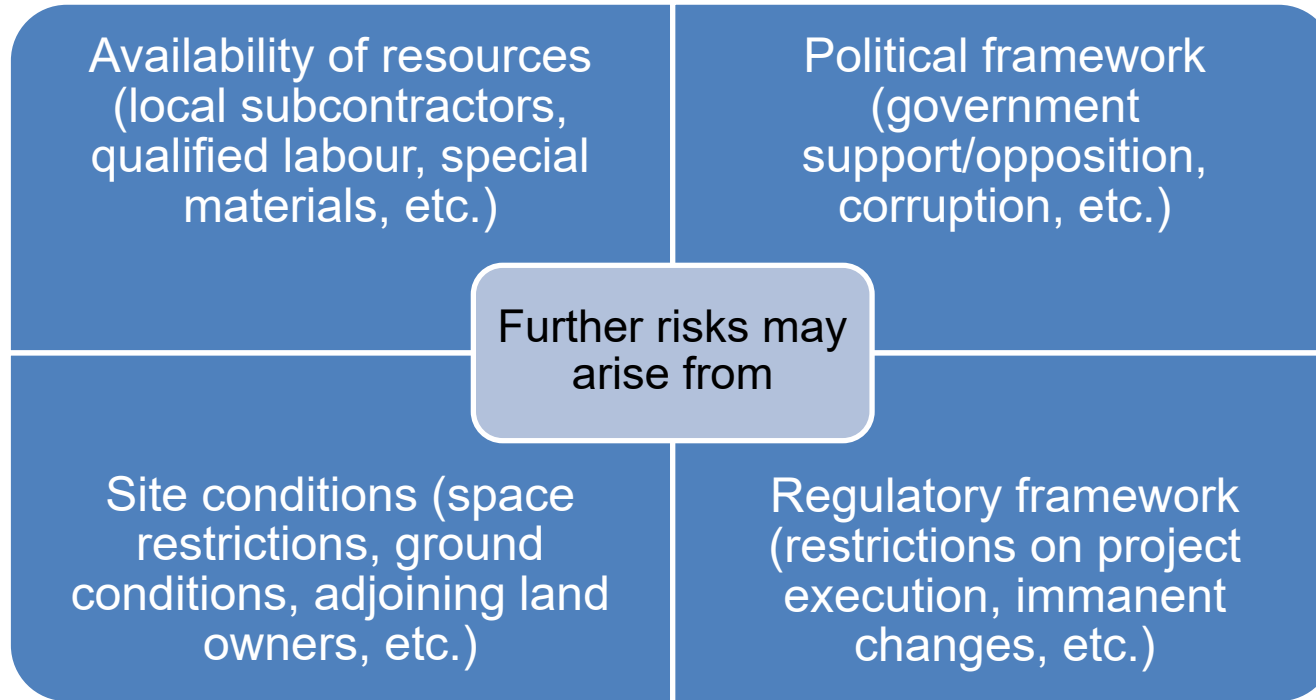 Availability of resources
(local subcontractors,
qualified labour, special
materials, etc.)
Political framework
(government
support/opposition,
corruption, etc.)
Further risks may
arise from
Site conditions (space
restrictions, ground
conditions, adjoining land
owners, etc.)
Regulatory framework
(restrictions on project
execution, immanent
changes, etc.)